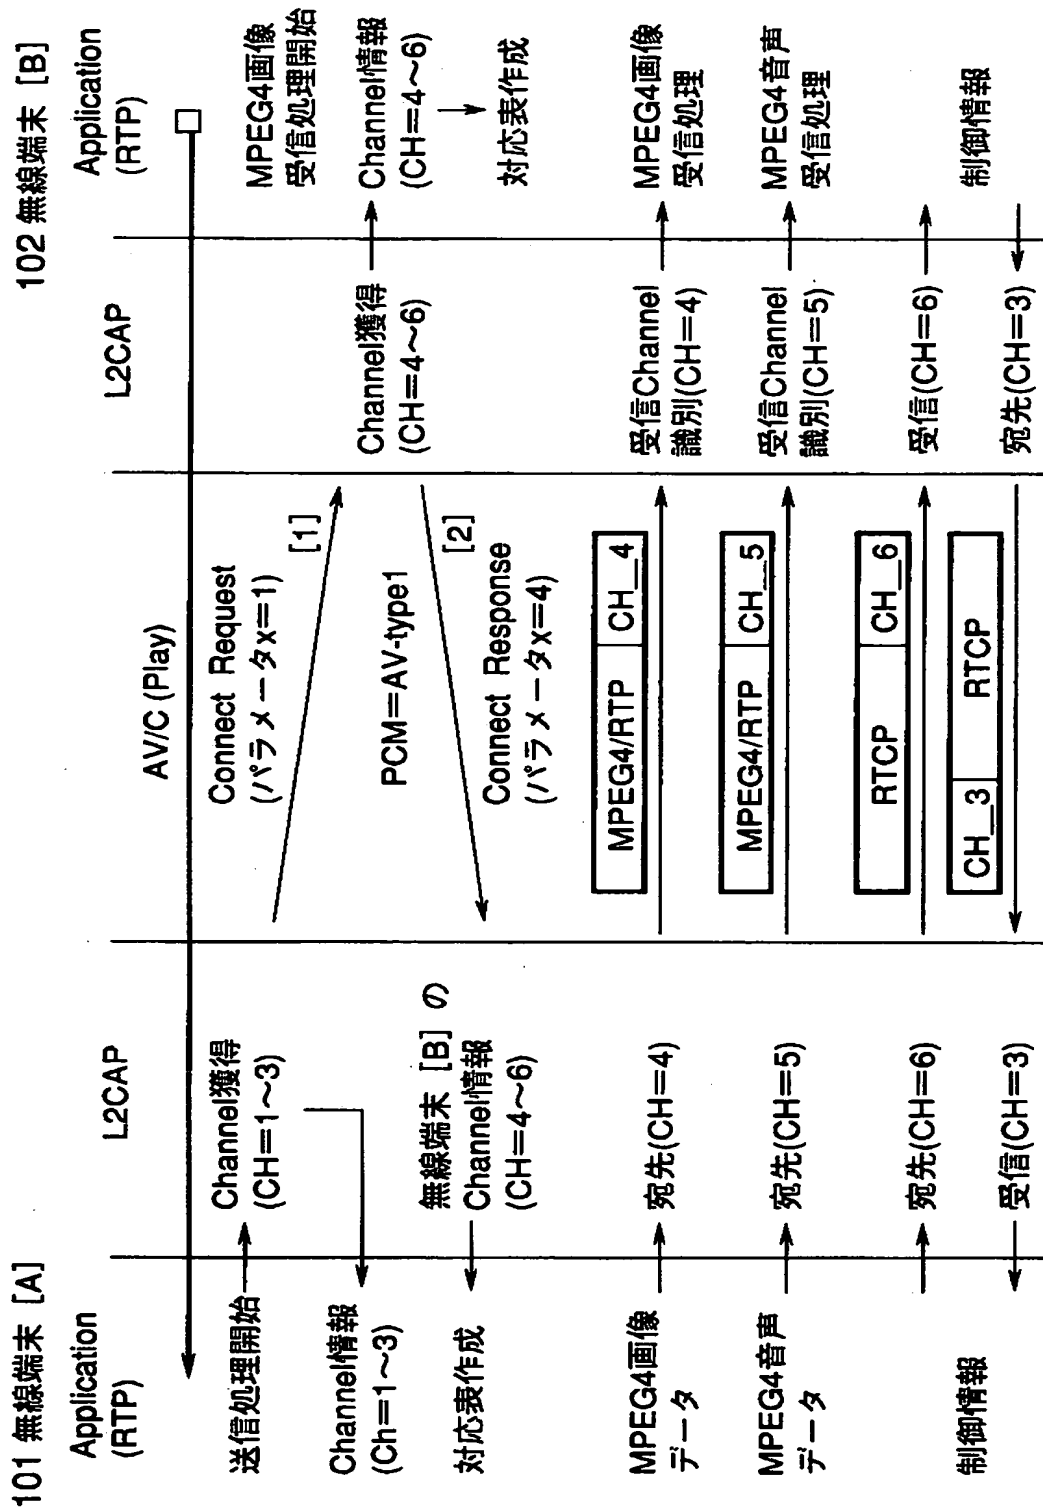 101 無線端末 [A]
102 無線端末 [B]
Application
(RTP)
L2CAP
L2CAP
Application
(RTP)
AV/C (Play)
送信処理開始
Channel獲得
(CH=1~3)
Connect Request
(パラメータx=1)
[1]
MPEG4画像
受信処理開始
Channel情報
(Ch=1~3)
Channel獲得
(CH=4~6)
Channel情報
(CH=4~6)
PCM=AV-type1
[2]
対応表作成
無線端末 [B] の
Channel情報
(CH=4~6)
Connect Response
(パラメータx=4)
対応表作成
MPEG4画像
データ
宛先(CH=4)
MPEG4/RTP CH_4
受信Channel
識別(CH=4)
MPEG4画像
受信処理
MPEG4音声
データ
宛先(CH=5)
MPEG4/RTP CH_5
受信Channel
識別(CH=5)
MPEG4音声
受信処理
宛先(CH=6)
RTCP CH_6
受信(CH=6)
制御情報
受信(CH=3)
CH_3 RTCP
宛先(CH=3)
制御情報